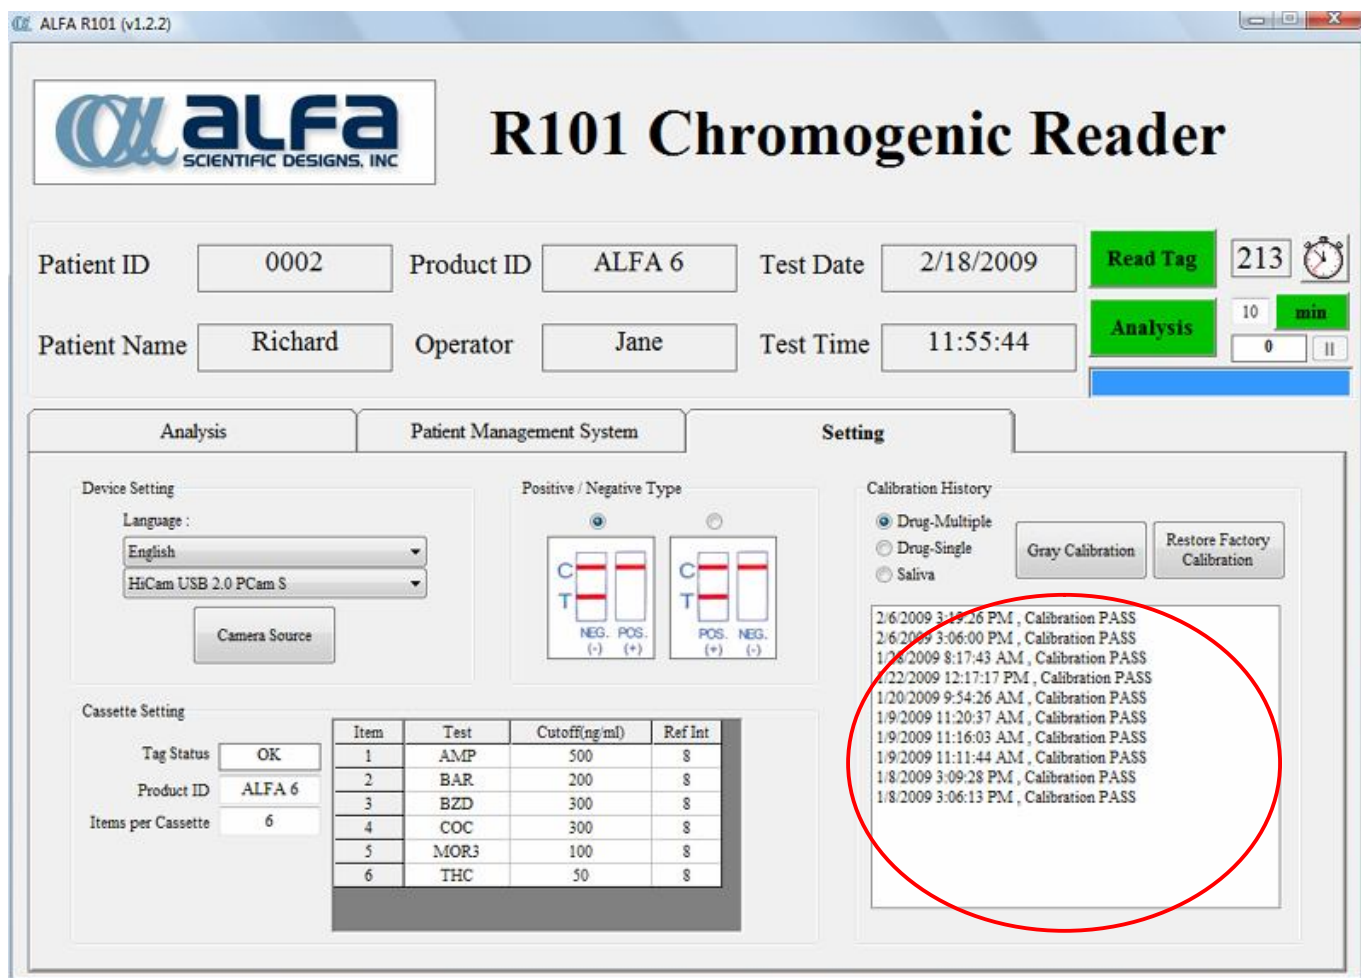 ALFA R101 (v1.2.2)
alfa
SCIENTIFIC DESIGNS, INC
R101 Chromogenic Reader
Patient ID 0002 Product ID ALFA 6 Test Date 2/18/2009 Read Tag 213
Patient Name Richard Operator Jane Test Time 11:55:44 Analysis 10 min
0
Analysis Patient Management System Setting
Device Setting
Language :
English
HiCam USB 2.0 PCam S
Camera Source
Positive / Negative Type
C C
T T
NEG. POS. POS. NEG.
(-) (+) (+) (-)
Calibration History
Drug-Multiple
Drug-Single
Saliva
Gray Calibration
Restore Factory
Calibration
2/6/2009 3:19:26 PM , Calibration PASS
2/6/2009 3:06:00 PM , Calibration PASS
1/28/2009 8:17:43 AM , Calibration PASS
1/22/2009 12:17:17 PM , Calibration PASS
1/20/2009 9:54:26 AM , Calibration PASS
1/9/2009 11:20:37 AM , Calibration PASS
1/9/2009 11:16:03 AM , Calibration PASS
1/9/2009 11:11:44 AM , Calibration PASS
1/8/2009 3:09:28 PM , Calibration PASS
1/8/2009 3:06:13 PM , Calibration PASS
Cassette Setting
Tag Status OK
Product ID ALFA 6
Items per Cassette 6
Item Test Cutoff(ng/ml) Ref Int
1 AMP 500 8
2 BAR 200 8
3 BZD 300 8
4 COC 300 8
5 MOR3 100 8
6 THC 50 8